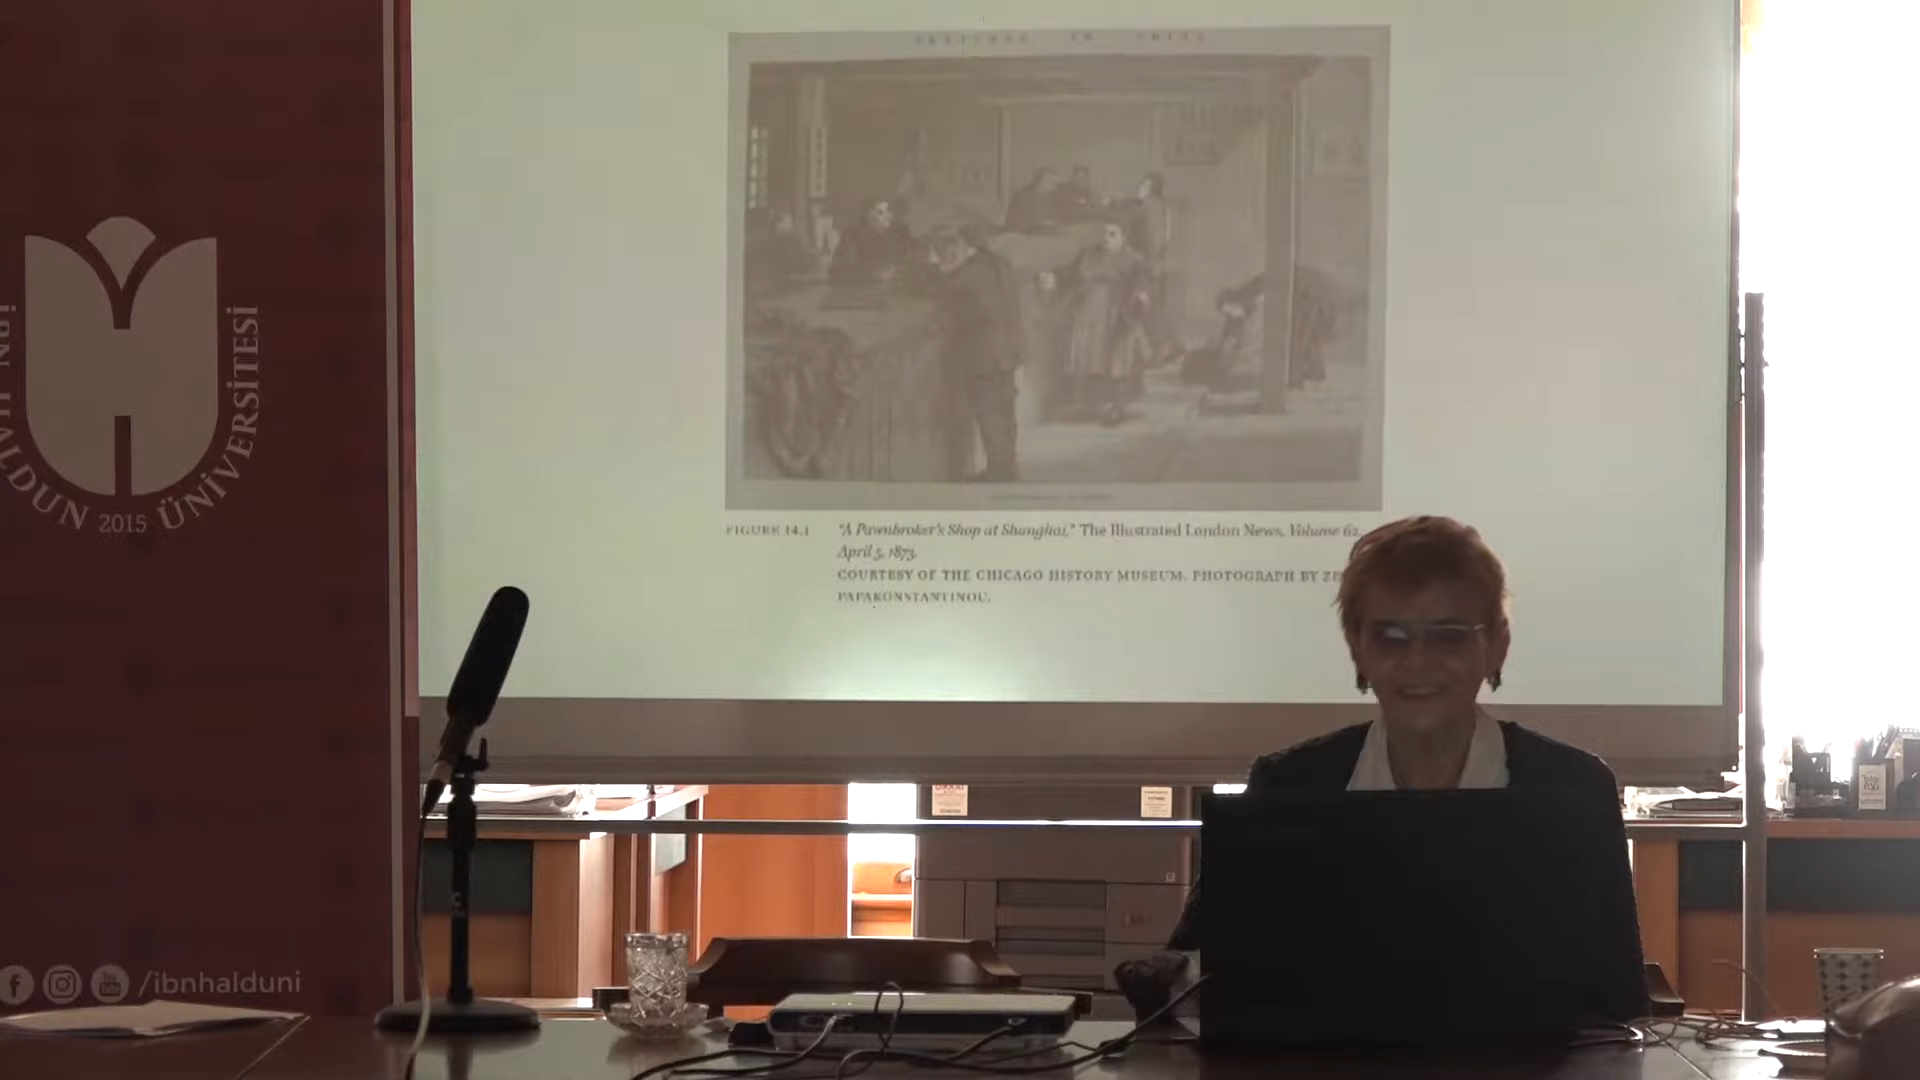 İBN HALDUN ÜNİVERSİTESİ
2015
/ibnhalduni
FIGURE 14.1 "A Pawnbroker's Shop at Shanghai," The Illustrated London News, Volume 62,
April 5, 1873.
COURTESY OF THE CHICAGO HISTORY MUSEUM. PHOTOGRAPH BY
PAPAKONSTANTINOU.